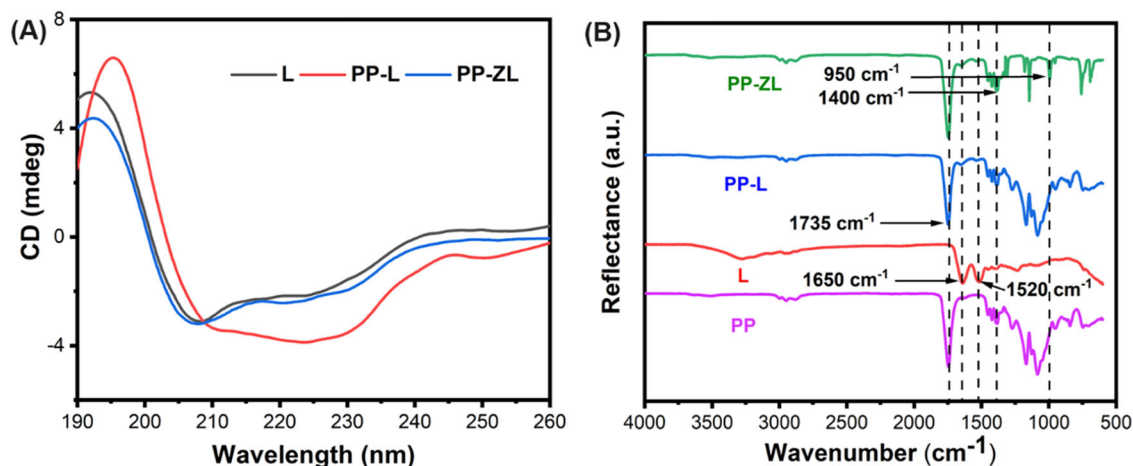 (A)
8
4
0
-4
CD (mdeg)
L PP-L PP-ZL
190 200 210 220 230 240 250 260
Wavelength (nm)
(B)
Reflectance (a.u.)
PP-ZL
950 cm⁻¹
1400 cm⁻¹
PP-L
1735 cm⁻¹
L
1650 cm⁻¹
1520 cm⁻¹
PP
4000 3500 3000 2500 2000 1500 1000
Wavenumber (cm⁻¹)